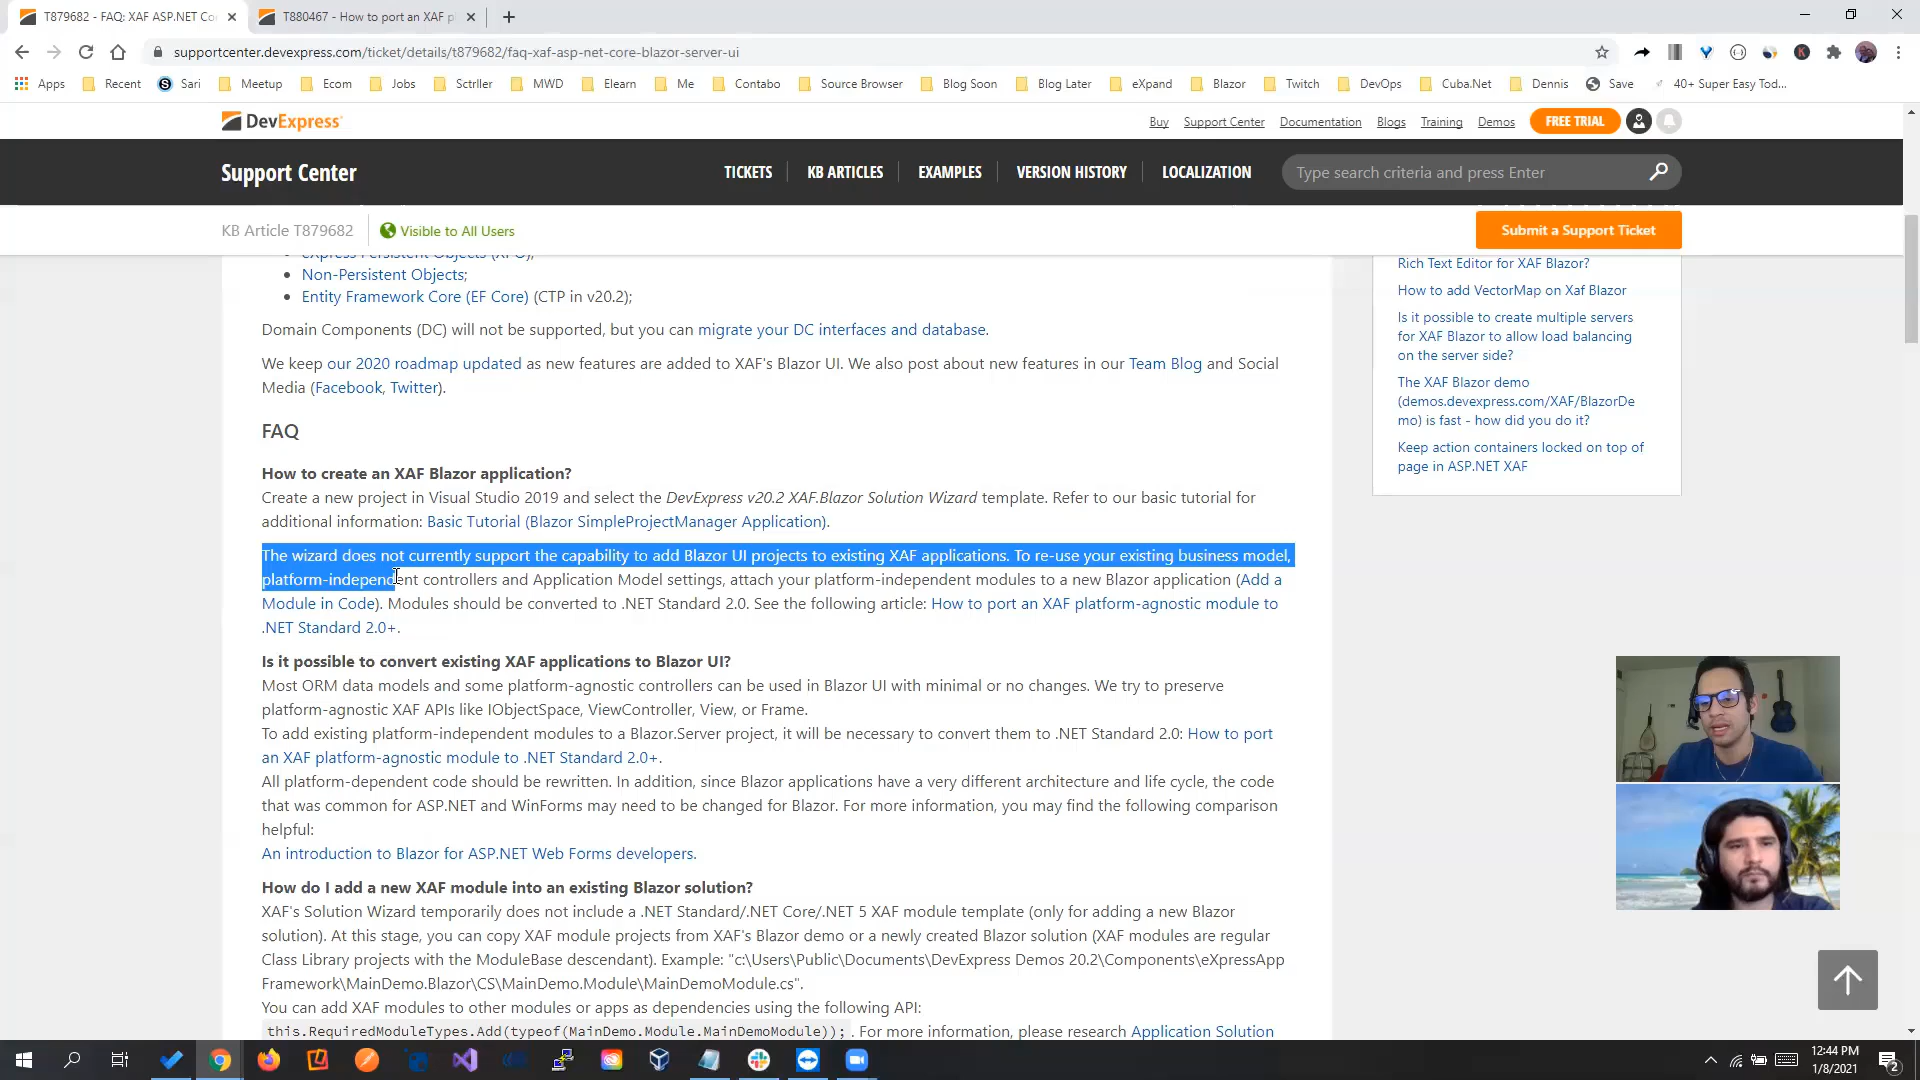 T879682 - FAQ: XAF ASP.NET Co
T880467 - How to port an XAF p
supportcenter.devexpress.com/ticket/details/t879682/faq-xaf-asp-net-core-blazor-server-ui
Apps Recent Sari Meetup Ecom Jobs Sctrller MWD Elearn Me Contabo Source Browser Blog Soon Blog Later eXpand Blazor Twitch DevOps Cuba.Net Dennis Save 40+ Super Easy Tod...
DevExpress
Buy Support Center Documentation Blogs Training Demos FREE TRIAL
Support Center TICKETS KB ARTICLES EXAMPLES VERSION HISTORY LOCALIZATION Type search criteria and press Enter
KB Article T879682 Visible to All Users Submit a Support Ticket
eXpress Persistent Objects (XPO);
Non-Persistent Objects;
Entity Framework Core (EF Core) (CTP in v20.2);
Domain Components (DC) will not be supported, but you can migrate your DC interfaces and database.
We keep our 2020 roadmap updated as new features are added to XAF's Blazor UI. We also post about new features in our Team Blog and Social
Media (Facebook, Twitter).
FAQ
How to create an XAF Blazor application?
Create a new project in Visual Studio 2019 and select the DevExpress v20.2 XAF.Blazor Solution Wizard template. Refer to our basic tutorial for
additional information: Basic Tutorial (Blazor SimpleProjectManager Application).
The wizard does not currently support the capability to add Blazor UI projects to existing XAF applications. To re-use your existing business model,
platform-independent controllers and Application Model settings, attach your platform-independent modules to a new Blazor application (Add a
Module in Code). Modules should be converted to .NET Standard 2.0. See the following article: How to port an XAF platform-agnostic module to
.NET Standard 2.0+.
Is it possible to convert existing XAF applications to Blazor UI?
Most ORM data models and some platform-agnostic controllers can be used in Blazor UI with minimal or no changes. We try to preserve
platform-agnostic XAF APIs like IObjectSpace, ViewController, View, or Frame.
To add existing platform-independent modules to a Blazor.Server project, it will be necessary to convert them to .NET Standard 2.0: How to port
an XAF platform-agnostic module to .NET Standard 2.0+.
All platform-dependent code should be rewritten. In addition, since Blazor applications have a very different architecture and life cycle, the code
that was common for ASP.NET and WinForms may need to be changed for Blazor. For more information, you may find the following comparison
helpful:
An introduction to Blazor for ASP.NET Web Forms developers.
How do I add a new XAF module into an existing Blazor solution?
XAF's Solution Wizard temporarily does not include a .NET Standard/.NET Core/.NET 5 XAF module template (only for adding a new Blazor
solution). At this stage, you can copy XAF module projects from XAF's Blazor demo or a newly created Blazor solution (XAF modules are regular
Class Library projects with the ModuleBase descendant). Example: "c:\Users\Public\Documents\DevExpress Demos 20.2\Components\eXpressApp
Framework\MainDemo.Blazor\CS\MainDemo.Module\MainDemoModule.cs".
You can add XAF modules to other modules or apps as dependencies using the following API:
this.RequiredModuleTypes.Add(typeof(MainDemo.Module.MainDemoModule)); . For more information, please research Application Solution
Rich Text Editor for XAF Blazor?
How to add VectorMap on Xaf Blazor
Is it possible to create multiple servers
for XAF Blazor to allow load balancing
on the server side?
The XAF Blazor demo
(demos.devexpress.com/XAF/BlazorDe
mo) is fast - how did you do it?
Keep action containers locked on top of
page in ASP.NET XAF
12:44 PM
1/8/2021
2